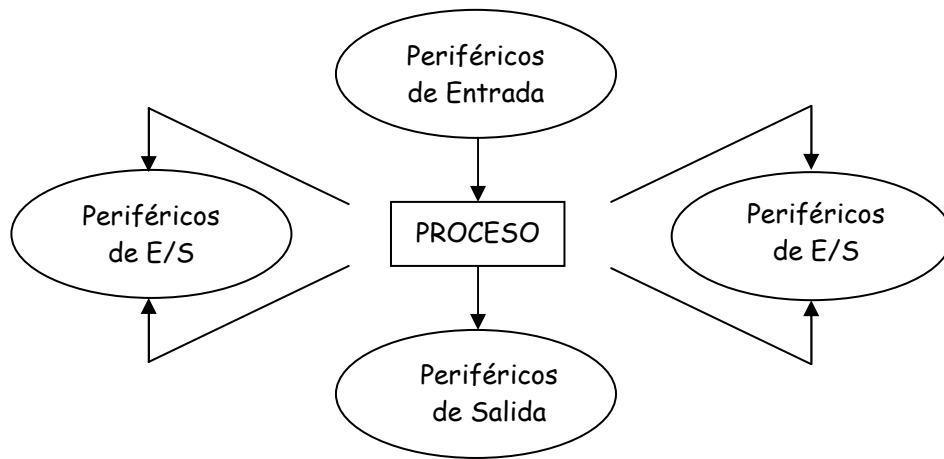 Periféricos
de Entrada
Periféricos
de E/S
PROCESO
Periféricos
de E/S
Periféricos
de Salida